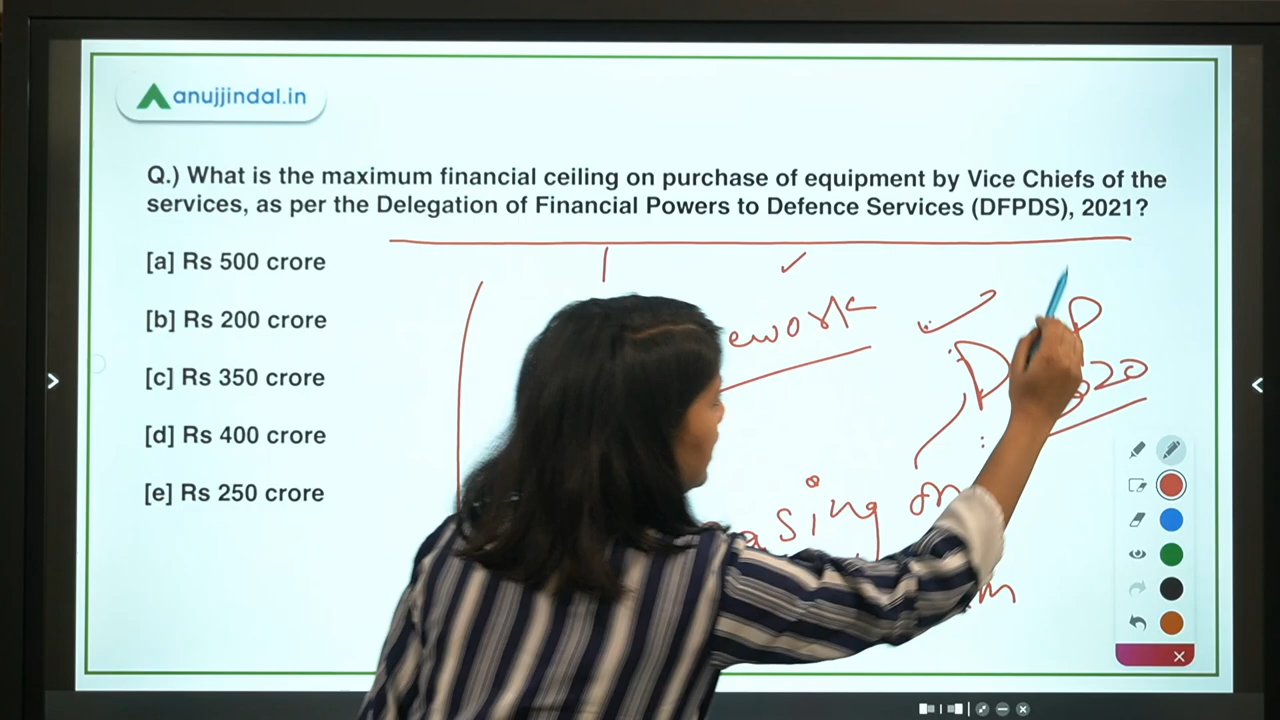 anujjindal.in
Q.) What is the maximum financial ceiling on purchase of equipment by Vice Chiefs of the
services, as per the Delegation of Financial Powers to Defence Services (DFPDS), 2021?
[a] Rs 500 crore
[b] Rs 200 crore
[c] Rs 350 crore
[d] Rs 400 crore
[e] Rs 250 crore